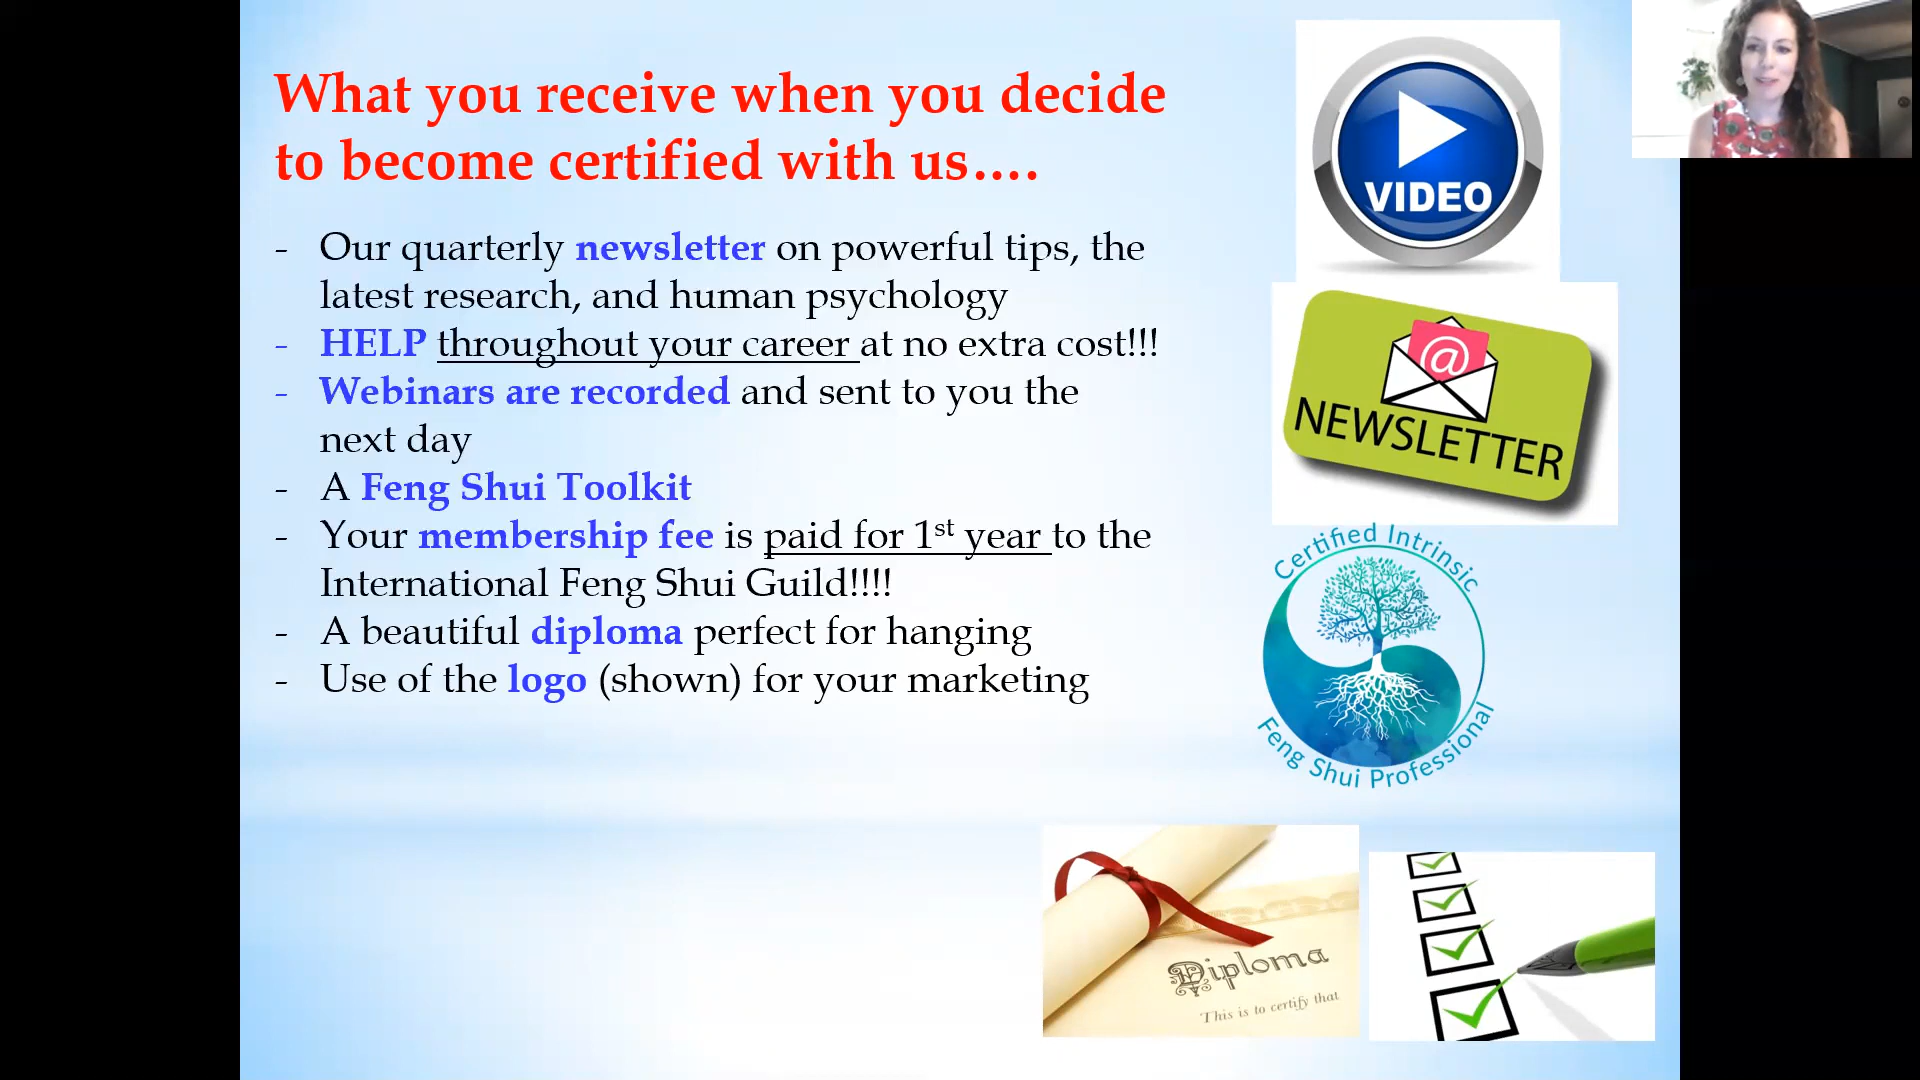 What you receive when you decide
to become certified with us....
- Our quarterly newsletter on powerful tips, the
latest research, and human psychology
- HELP throughout your career at no extra cost!!!
- Webinars are recorded and sent to you the
next day
- A Feng Shui Toolkit
- Your membership fee is paid for 1st year to the
International Feng Shui Guild!!!!
- A beautiful diploma perfect for hanging
- Use of the logo (shown) for your marketing
VIDEO
@
NEWSLETTER
Certified Intrinsic
Feng Shui Professional
Diploma
This is to certify that